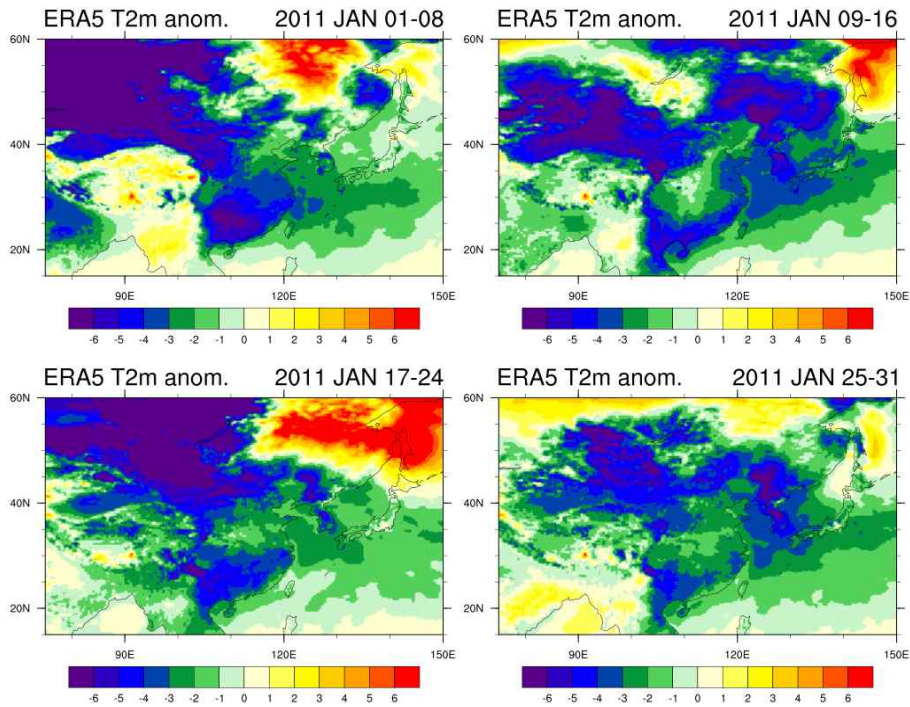 ERA5 T2m anom. 2011 JAN 01-08
60N
40N
20N
90E 120E 150E
-6 -5 -4 -3 -2 -1 0 1 2 3 4 5 6
ERA5 T2m anom. 2011 JAN 09-16
60N
40N
20N
90E 120E 150E
-6 -5 -4 -3 -2 -1 0 1 2 3 4 5 6
ERA5 T2m anom. 2011 JAN 17-24
60N
40N
20N
90E 120E 150E
-6 -5 -4 -3 -2 -1 0 1 2 3 4 5 6
ERA5 T2m anom. 2011 JAN 25-31
60N
40N
20N
90E 120E 150E
-6 -5 -4 -3 -2 -1 0 1 2 3 4 5 6